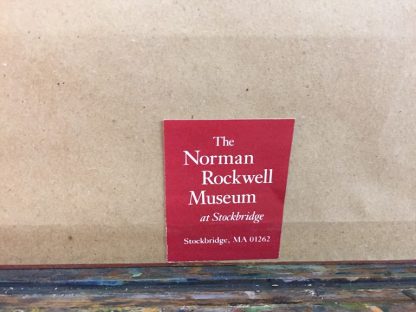 The
Norman
Rockwell
Museum
at Stockbridge
Stockbridge, MA 01262